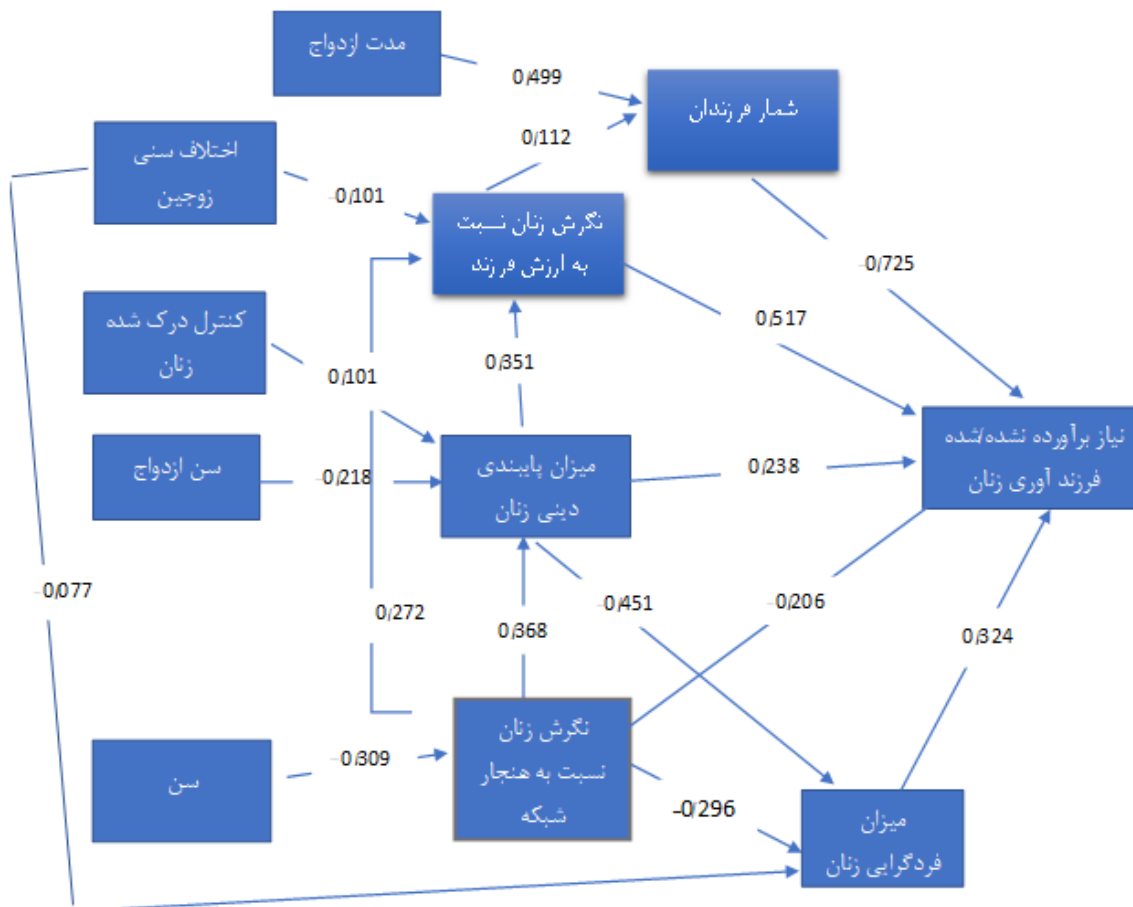 مدت ازدواج
0/499
شمار فرزندان
0/112
اختلاف سنی
زوجین
-0/101
نگرش زنان نسبت
به ارزش فرزند
-0/725
0/517
کنترل درک شده
زنان
0/101
0/351
نیاز برآورده نشده/شده
فرزند آوری زنان
سن ازدواج
-0/218
میزان پایبندی
دینی زنان
0/238
-0/077
0/272
0/368
-0/451
-0/206
0/324
سن
-0/309
نگرش زنان
نسبت به هنجار
شبکه
-0/296
میزان
فردگرایی زنان